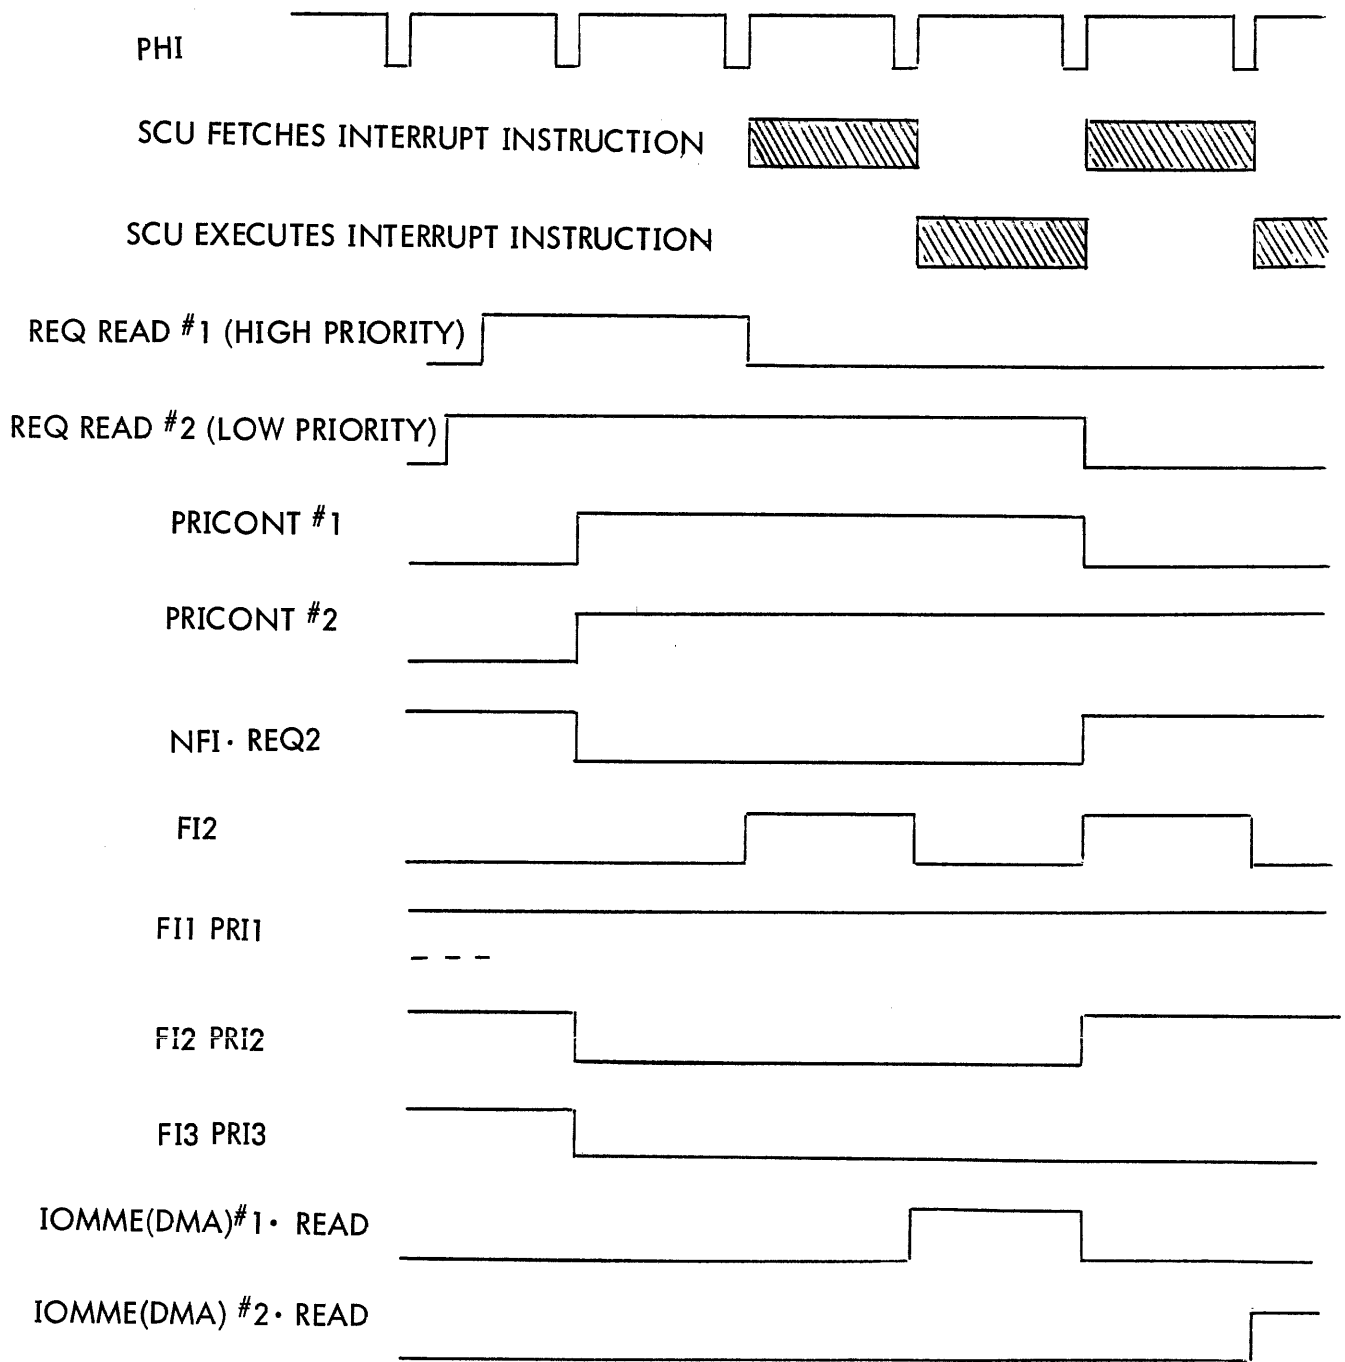 PHI
SCU FETCHES INTERRUPT INSTRUCTION
SCU EXECUTES INTERRUPT INSTRUCTION
REQ READ #1 (HIGH PRIORITY)
REQ READ #2 (LOW PRIORITY)
PRICONT #1
PRICONT #2
NFI · REQ2
FI2
FI1 PRI1
FI2 PRI2
FI3 PRI3
IOMME(DMA)#1 · READ
IOMME(DMA) #2 · READ